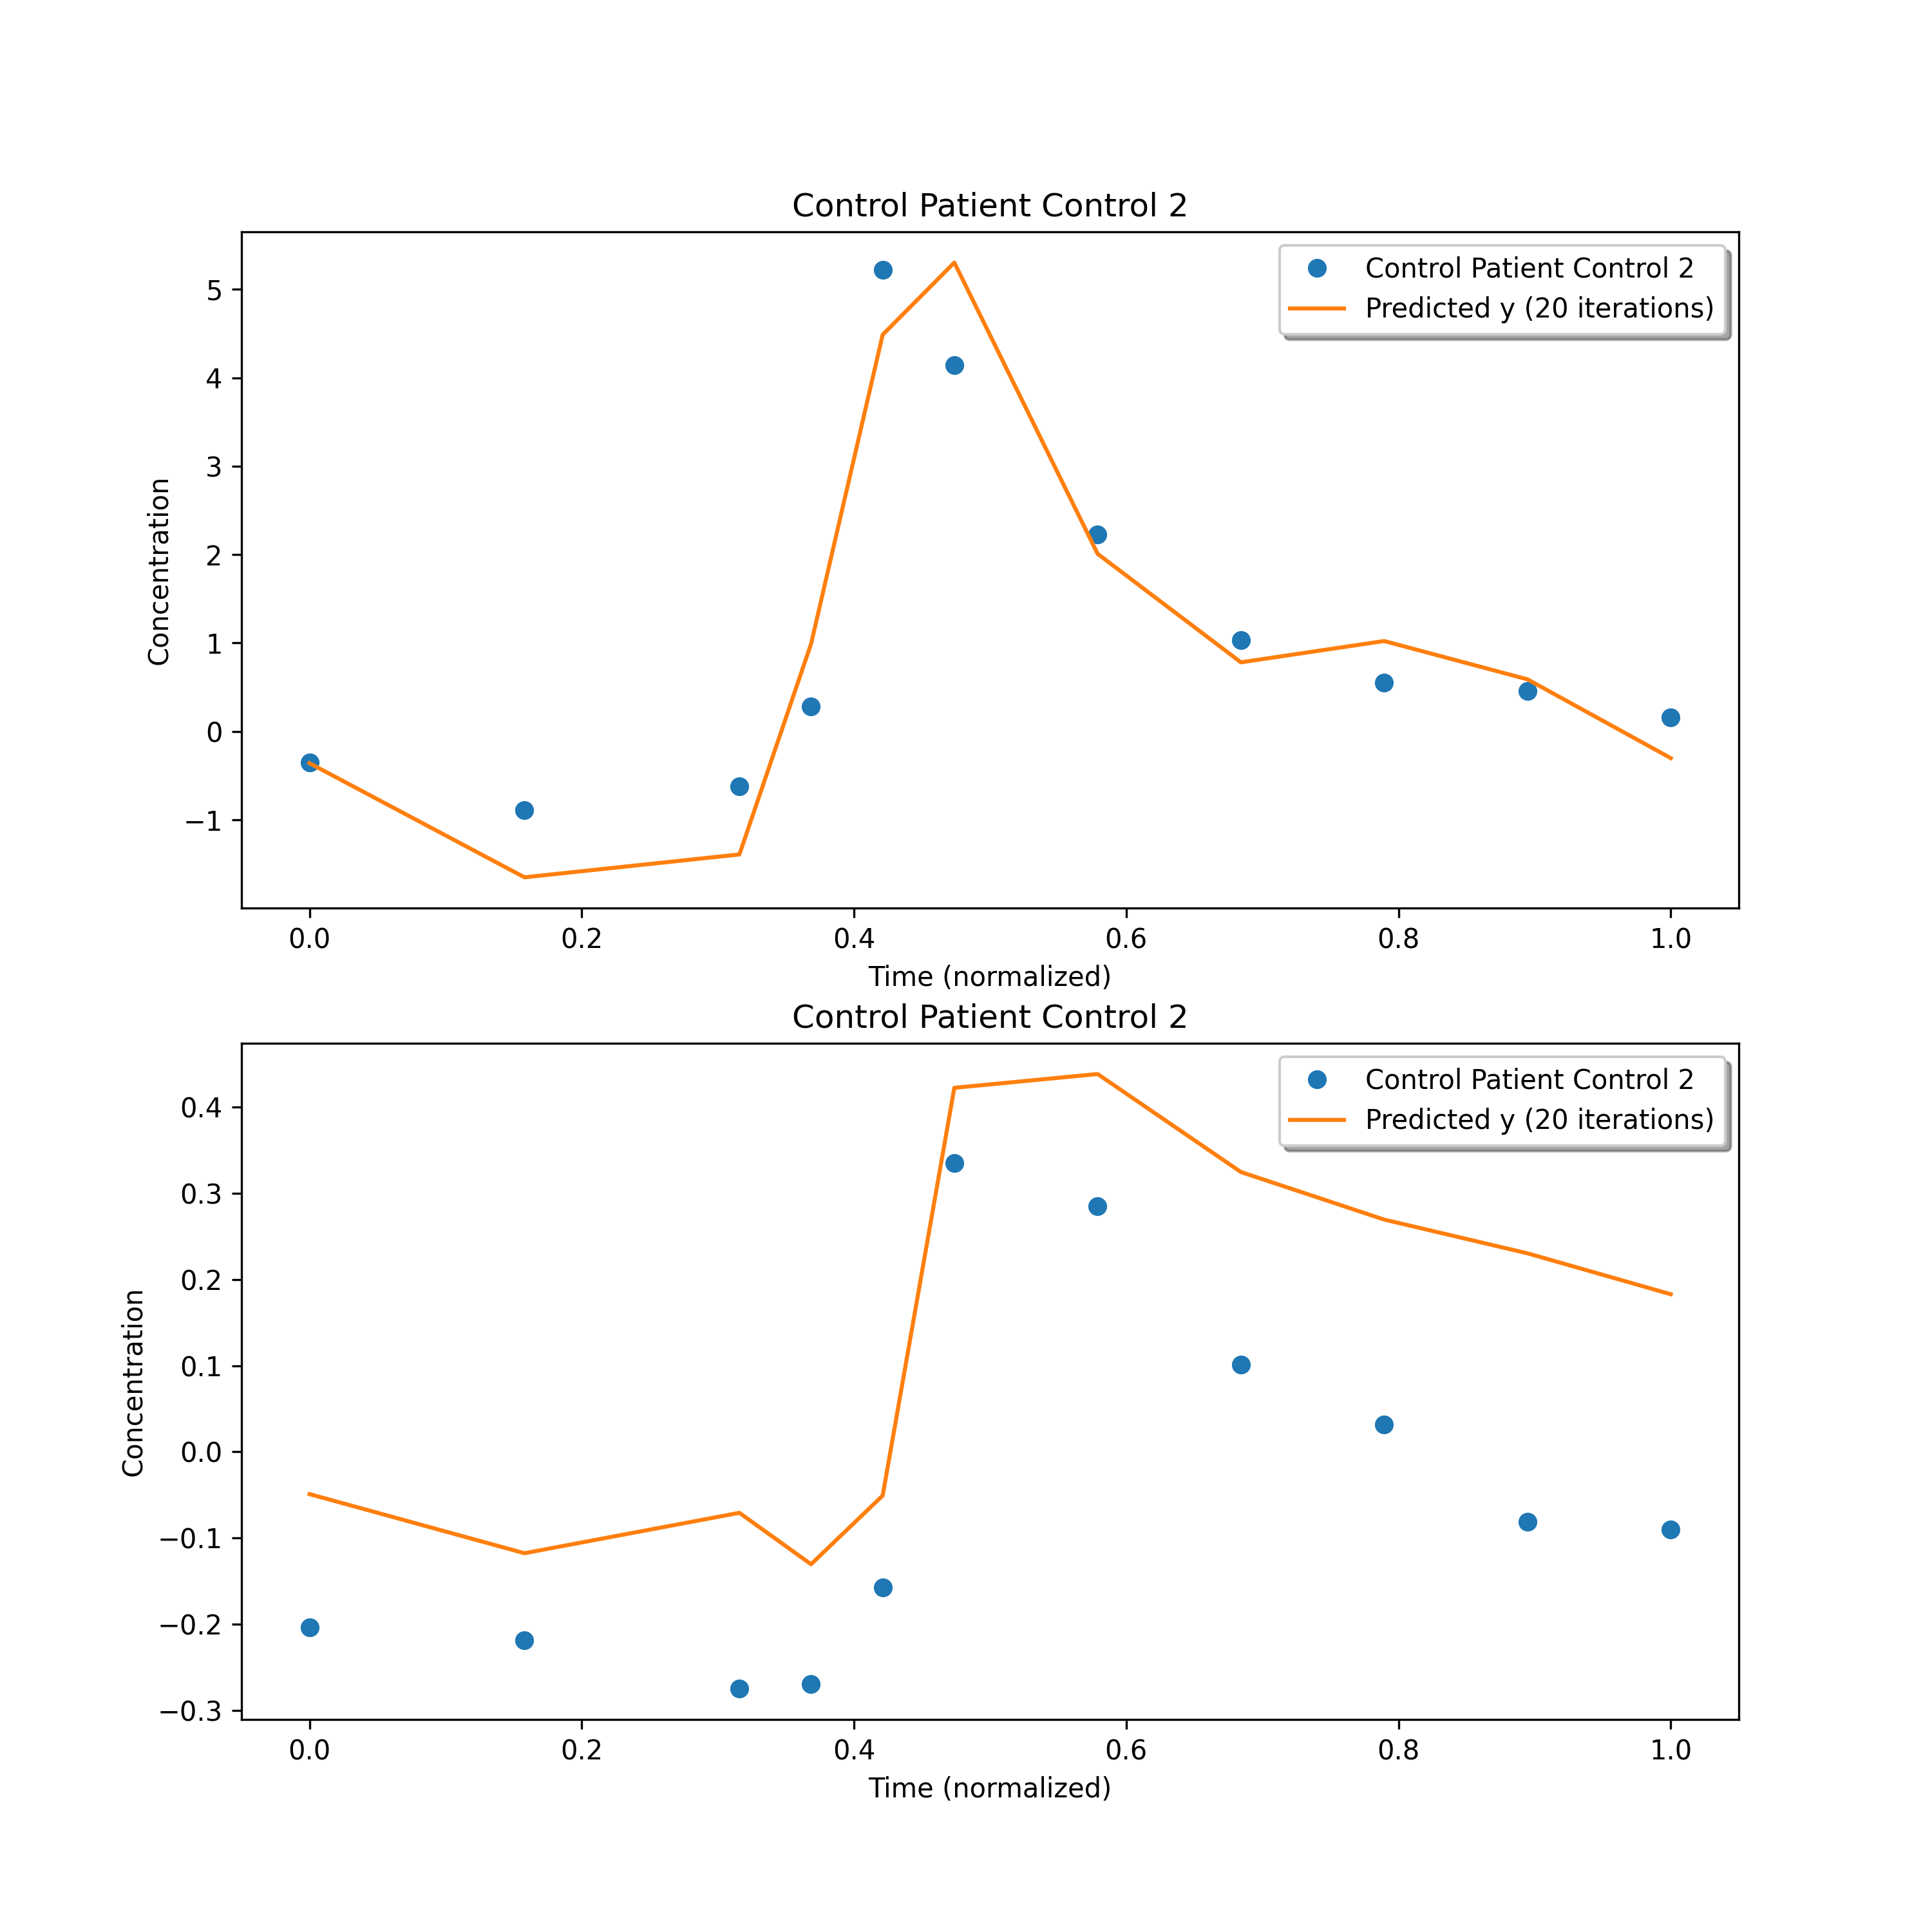 Control Patient Control 2
Control Patient Control 2
Predicted y (20 iterations)
5
4
3
2
1
0
−1
Concentration
0.0 0.2 0.4 0.6 0.8 1.0
Time (normalized)
Control Patient Control 2
Control Patient Control 2
Predicted y (20 iterations)
0.4
0.3
0.2
0.1
0.0
−0.1
−0.2
−0.3
Concentration
0.0 0.2 0.4 0.6 0.8 1.0
Time (normalized)